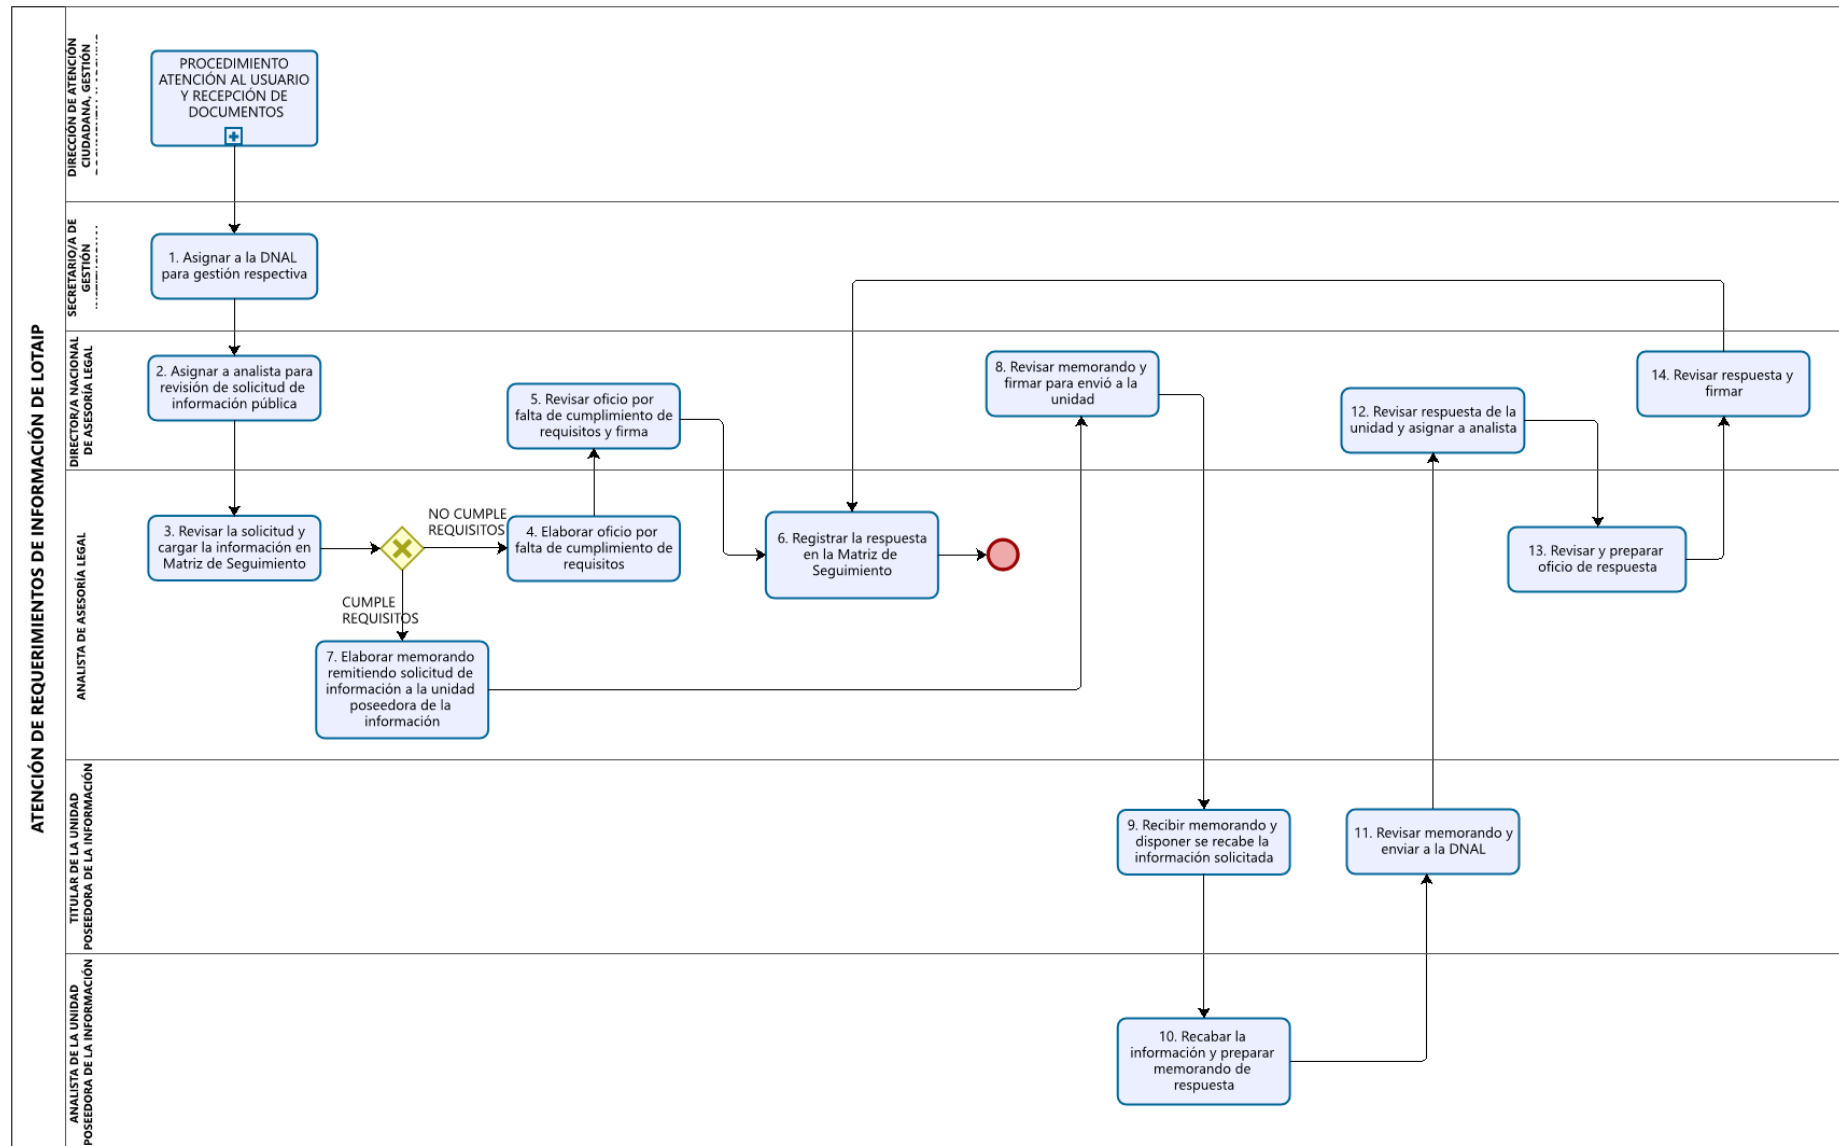 ATENCIÓN DE REQUERIMIENTOS DE INFORMACIÓN DE LOTAIP
DIRECCIÓN DE ATENCIÓN
CIUDADANA, GESTIÓN
PROCEDIMIENTO
ATENCIÓN AL USUARIO
Y RECEPCIÓN DE
DOCUMENTOS
SECRETARIO/A DE
GESTIÓN
1. Asignar a la DNAL
para gestión respectiva
DIRECTOR/A NACIONAL
DE ASESORÍA LEGAL
2. Asignar a analista para
revisión de solicitud de
información pública
5. Revisar oficio por
falta de cumplimiento de
requisitos y firma
8. Revisar memorando y
firmar para envió a la
unidad
12. Revisar respuesta de la
unidad y asignar a analista
14. Revisar respuesta y
firmar
ANALISTA DE ASESORÍA LEGAL
3. Revisar la solicitud y
cargar la información en
Matriz de Seguimiento
NO CUMPLE
REQUISITOS
4. Elaborar oficio por
falta de cumplimiento de
requisitos
6. Registrar la respuesta
en la Matriz de
Seguimiento
13. Revisar y preparar
oficio de respuesta
CUMPLE
REQUISITOS
7. Elaborar memorando
remitiendo solicitud de
información a la unidad
poseedora de la
información
TITULAR DE LA UNIDAD
POSEEDORA DE LA INFORMACIÓN
9. Recibir memorando y
disponer se recabe la
información solicitada
11. Revisar memorando y
enviar a la DNAL
ANALISTA DE LA UNIDAD
POSEEDORA DE LA INFORMACIÓN
10. Recabar la
información y preparar
memorando de
respuesta